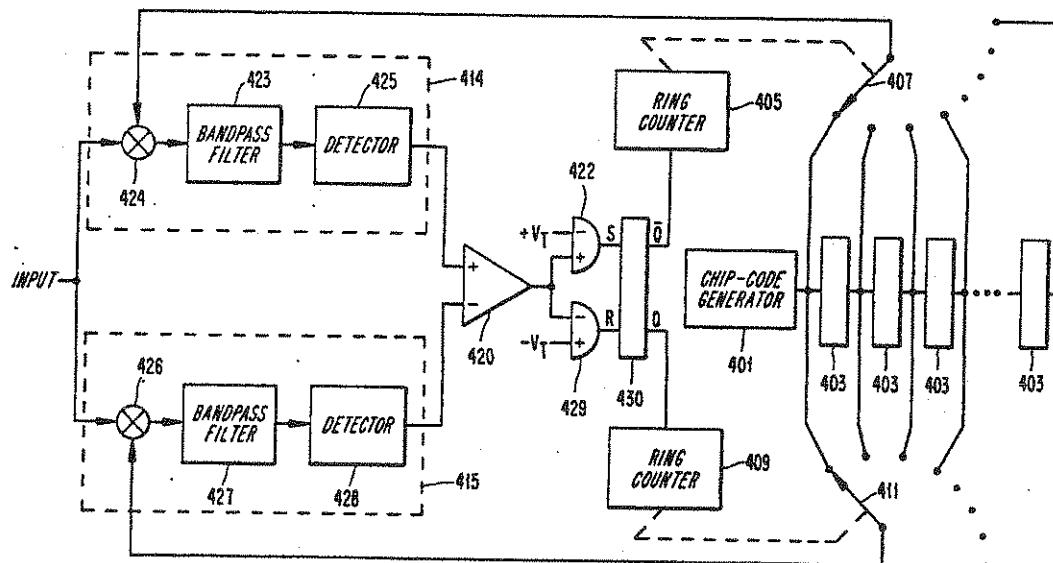 423
425
414
407
RING
COUNTER
405
BANDPASS
FILTER
DETECTOR
424
422
+V_T
-
+
S
Q̅
INPUT
+
-
420
CHIP-CODE
GENERATOR
401
403
403
403
403
R
Q
-
+
-V_T
429
430
426
BANDPASS
FILTER
DETECTOR
427
428
415
RING
COUNTER
409
411